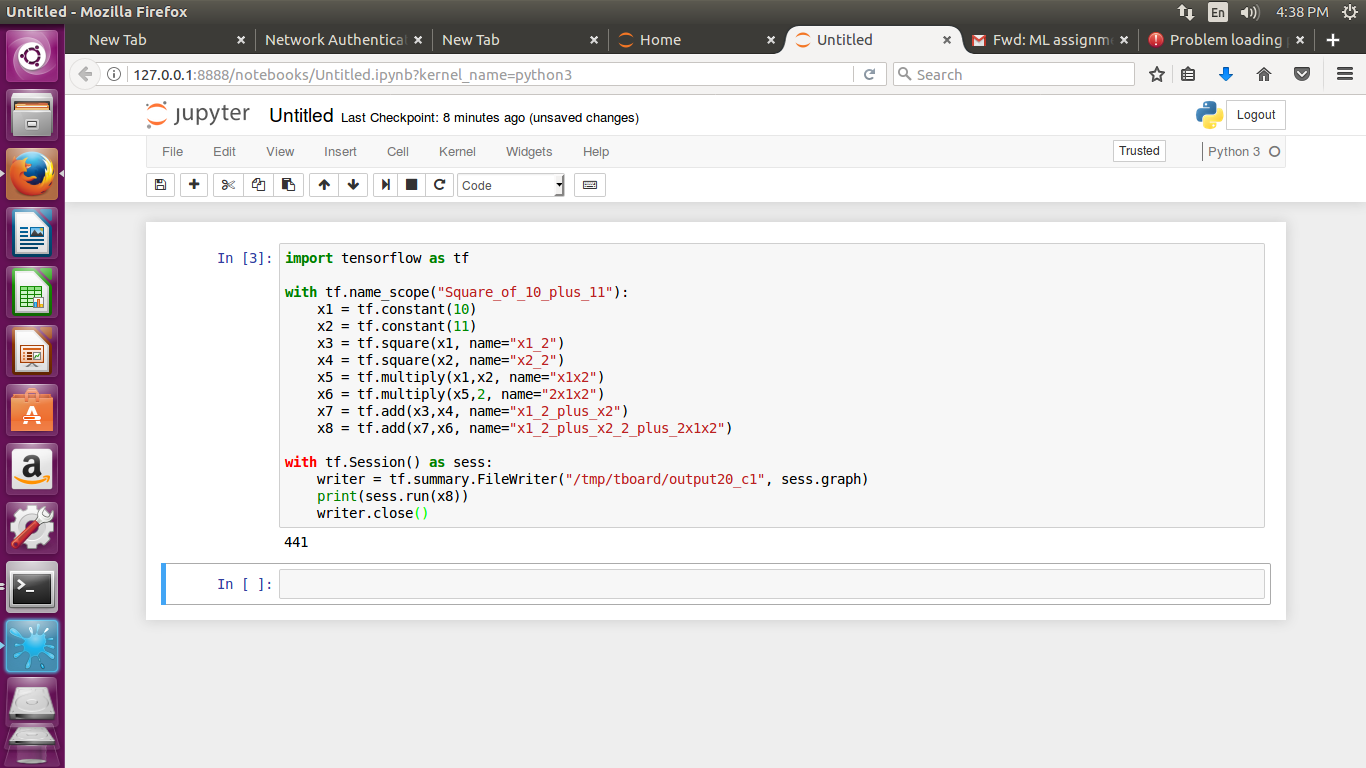 Untitled - Mozilla Firefox
En
4:38 PM
New Tab
Network Authentica
New Tab
Home
Untitled
Fwd: ML assignm
Problem loading
127.0.0.1:8888/notebooks/Untitled.ipynb?kernel_name=python3
Search
jupyter
Untitled
Last Checkpoint: 8 minutes ago (unsaved changes)
Logout
File
Edit
View
Insert
Cell
Kernel
Widgets
Help
Trusted
Python 3
Code
In [3]:
import tensorflow as tf
with tf.name_scope("Square_of_10_plus_11"):
    x1 = tf.constant(10)
    x2 = tf.constant(11)
    x3 = tf.square(x1, name="x1_2")
    x4 = tf.square(x2, name="x2_2")
    x5 = tf.multiply(x1,x2, name="x1x2")
    x6 = tf.multiply(x5,2, name="2x1x2")
    x7 = tf.add(x3,x4, name="x1_2_plus_x2")
    x8 = tf.add(x7,x6, name="x1_2_plus_x2_2_plus_2x1x2")
with tf.Session() as sess:
    writer = tf.summary.FileWriter("/tmp/tboard/output20_c1", sess.graph)
    print(sess.run(x8))
    writer.close()
441
In [ ]: